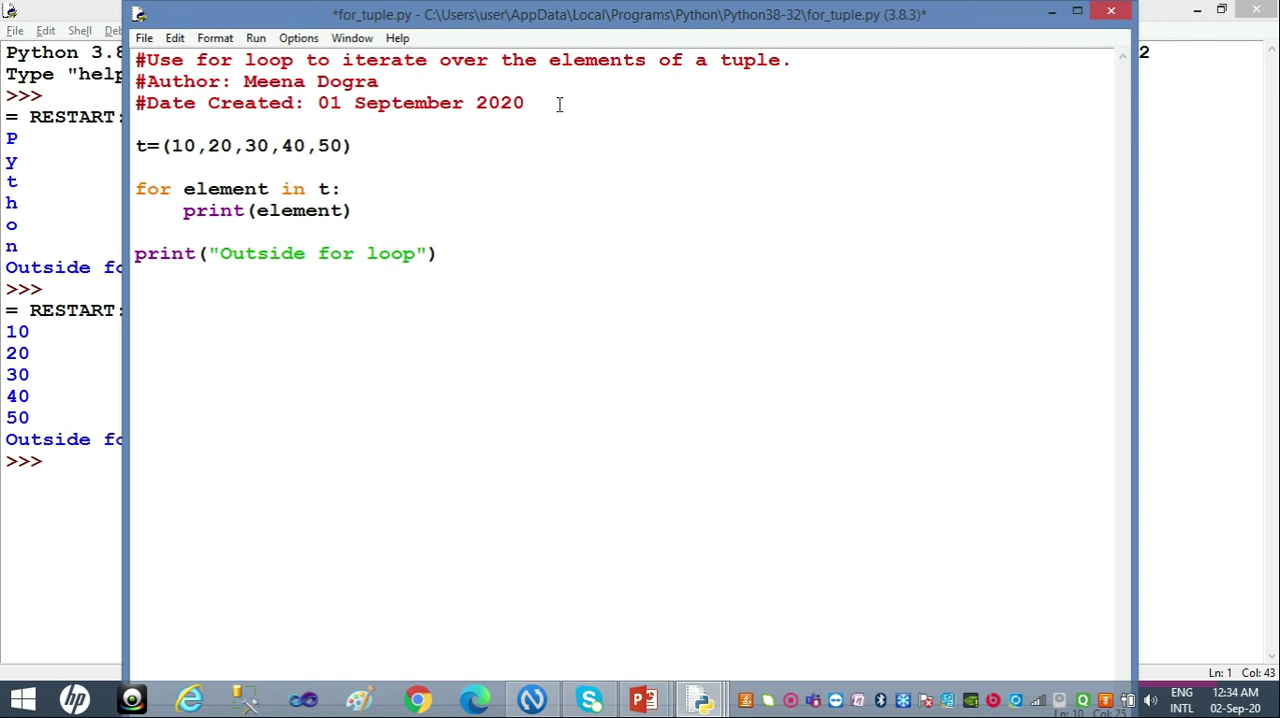 *for_tuple.py - C:\Users\user\AppData\Local\Programs\Python\Python38-32\for_tuple.py (3.8.3)*
File Edit Shell
File Edit Format Run Options Window Help
Python 3.8
2
Type "help
>>>
= RESTART:
P
y
t
h
o
n
Outside fo
>>>
= RESTART:
10
20
30
40
50
Outside fo
>>>
#Use for loop to iterate over the elements of a tuple.
#Author: Meena Dogra
#Date Created: 01 September 2020
t=(10,20,30,40,50)
for element in t:
    print(element)
print("Outside for loop")
Ln: 1 Col: 43
ENG
INTL
12:34 AM
02-Sep-20